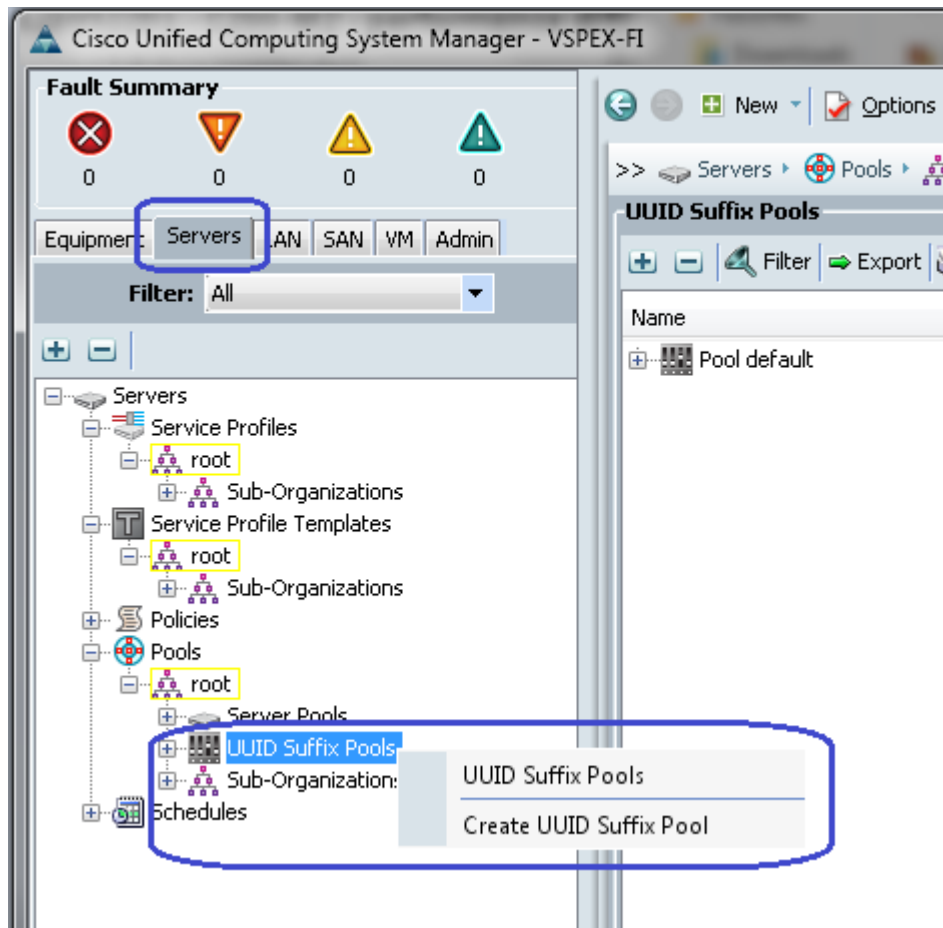 Cisco Unified Computing System Manager - VSPEX-FI
Fault Summary
0 0 0 0
Equipment Servers LAN SAN VM Admin
Filter: All
Servers
Service Profiles
root
Sub-Organizations
Service Profile Templates
root
Sub-Organizations
Policies
Pools
root
Server Pools
UUID Suffix Pools
Sub-Organizations
Schedules
UUID Suffix Pools
Create UUID Suffix Pool
New Options
>> Servers Pools
UUID Suffix Pools
Filter Export
Name
Pool default